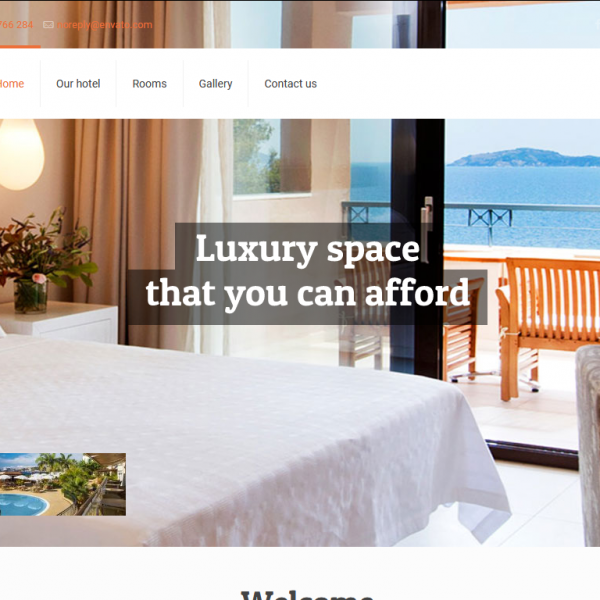 766 284
noreply@envato.com
Home
Our hotel
Rooms
Gallery
Contact us
Luxury space
that you can afford
Welcome